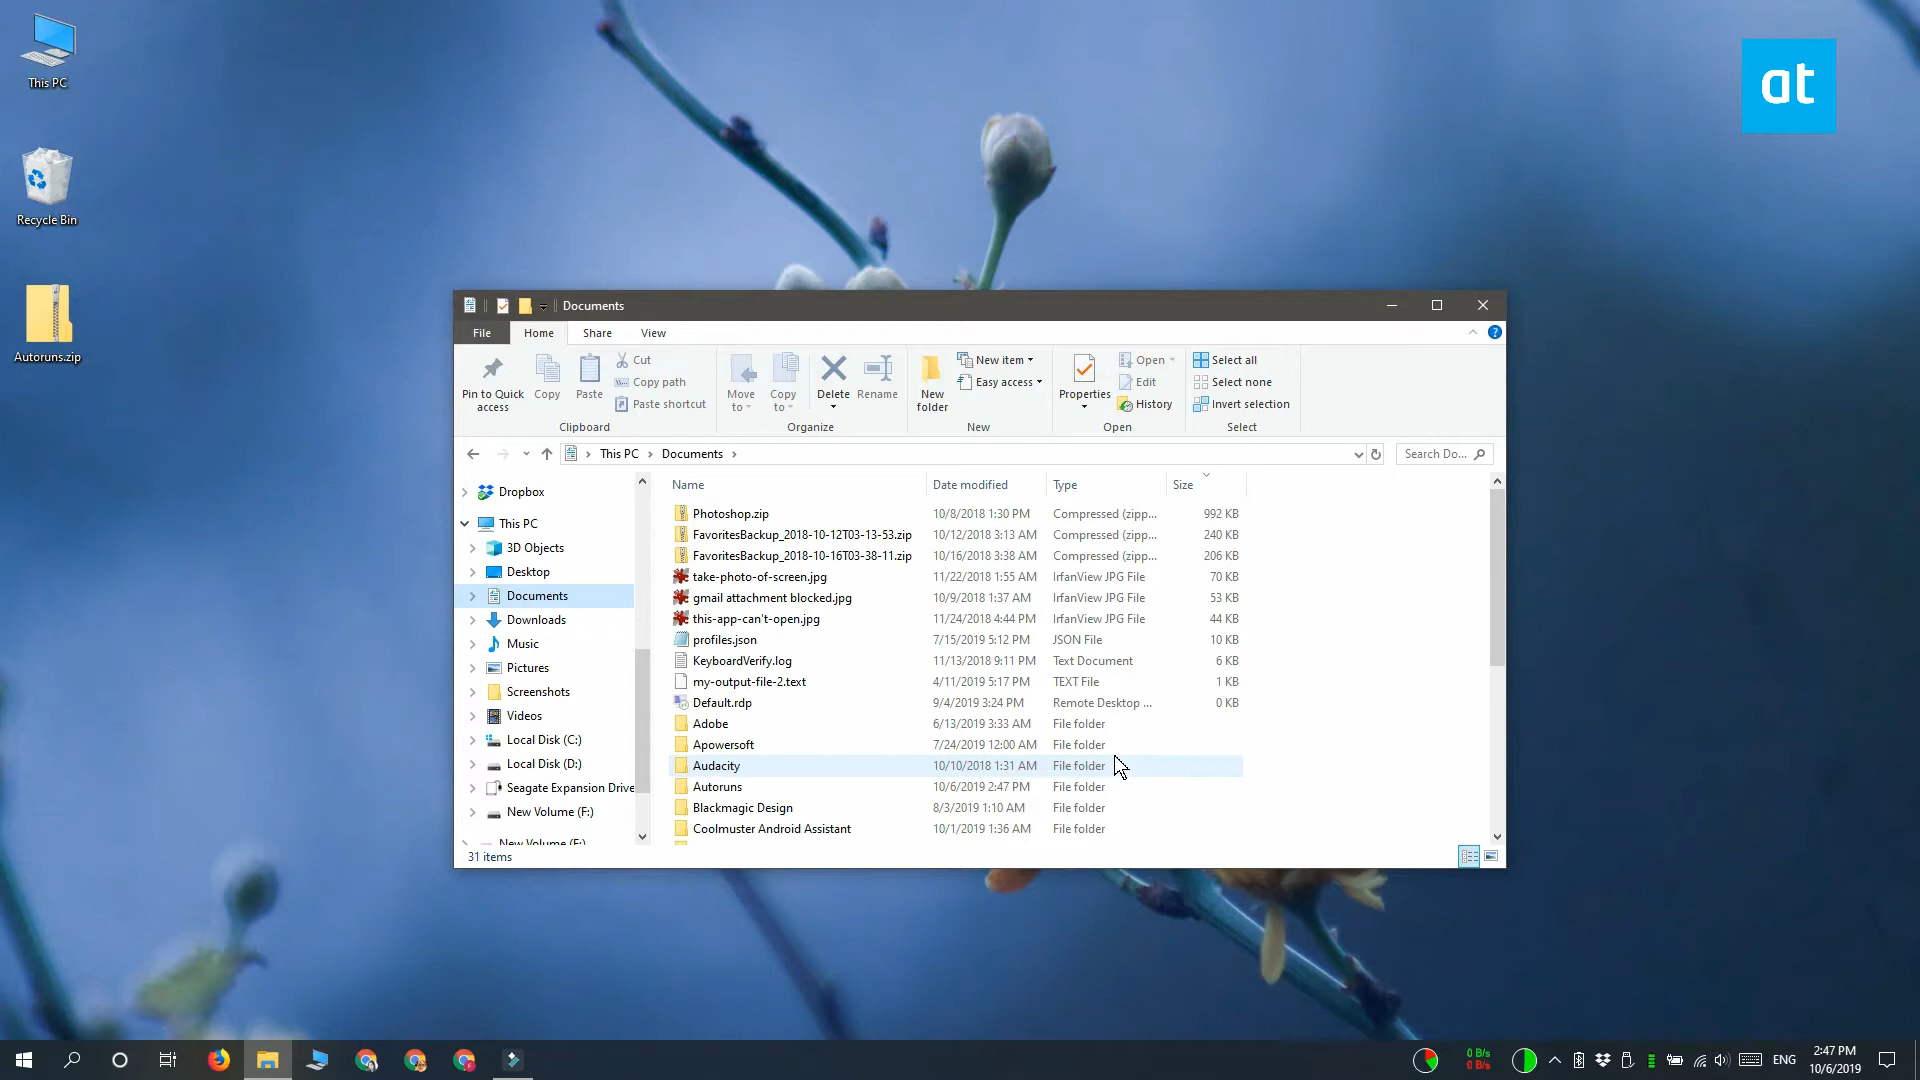 This PC
Recycle Bin
Autoruns.zip
at
Documents
File Home Share View
Pin to Quick access
Copy
Paste
Cut
Copy path
Paste shortcut
Clipboard
Move to
Copy to
Delete
Rename
Organize
New folder
New item
Easy access
New
Properties
Open
Edit
History
Open
Select all
Select none
Invert selection
Select
This PC Documents
Search Do...
Dropbox
This PC
3D Objects
Desktop
Documents
Downloads
Music
Pictures
Screenshots
Videos
Local Disk (C:)
Local Disk (D:)
Seagate Expansion Drive
New Volume (F:)
Name Date modified Type Size
Photoshop.zip 10/8/2018 1:30 PM Compressed (zipp... 992 KB
FavoritesBackup_2018-10-12T03-13-53.zip 10/12/2018 3:13 AM Compressed (zipp... 240 KB
FavoritesBackup_2018-10-16T03-38-11.zip 10/16/2018 3:38 AM Compressed (zipp... 206 KB
take-photo-of-screen.jpg 11/22/2018 1:55 AM IrfanView JPG File 70 KB
gmail attachment blocked.jpg 10/9/2018 1:37 AM IrfanView JPG File 53 KB
this-app-can't-open.jpg 11/24/2018 4:44 PM IrfanView JPG File 44 KB
profiles.json 7/15/2019 5:12 PM JSON File 10 KB
KeyboardVerify.log 11/13/2018 9:11 PM Text Document 6 KB
my-output-file-2.text 4/11/2019 5:17 PM TEXT File 1 KB
Default.rdp 9/4/2019 3:24 PM Remote Desktop ... 0 KB
Adobe 6/13/2019 3:33 AM File folder
Apowersoft 7/24/2019 12:00 AM File folder
Audacity 10/10/2018 1:31 AM File folder
Autoruns 10/6/2019 2:47 PM File folder
Blackmagic Design 8/3/2019 1:10 AM File folder
Coolmuster Android Assistant 10/1/2019 1:36 AM File folder
31 items
0 B/s
0 B/s
ENG
2:47 PM
10/6/2019